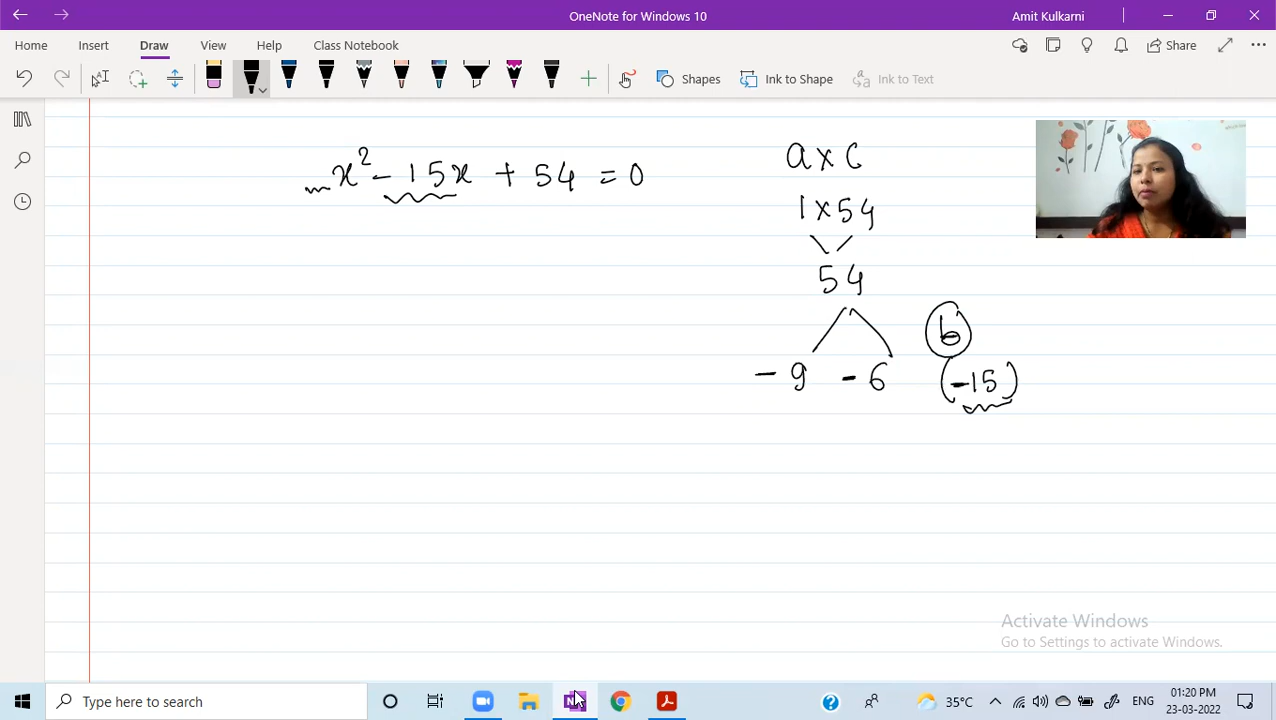 OneNote for Windows 10
Amit Kulkarni
Home Insert Draw View Help Class Notebook
Share
Shapes
Ink to Shape
Ink to Text
x² - 15x + 54 = 0
a x c
1 x 54
54
b
- 9 - 6 (-15)
Activate Windows
Go to Settings to activate Windows.
Type here to search
35°C
ENG
01:20 PM
23-03-2022